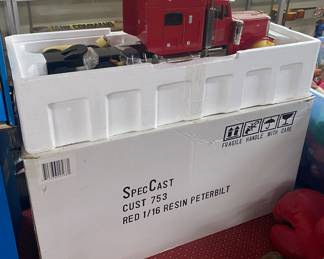 FRAGILE HANDLE WITH CARE
SPECCAST
CUST 753
RED 1/16 RESIN PETERBILT